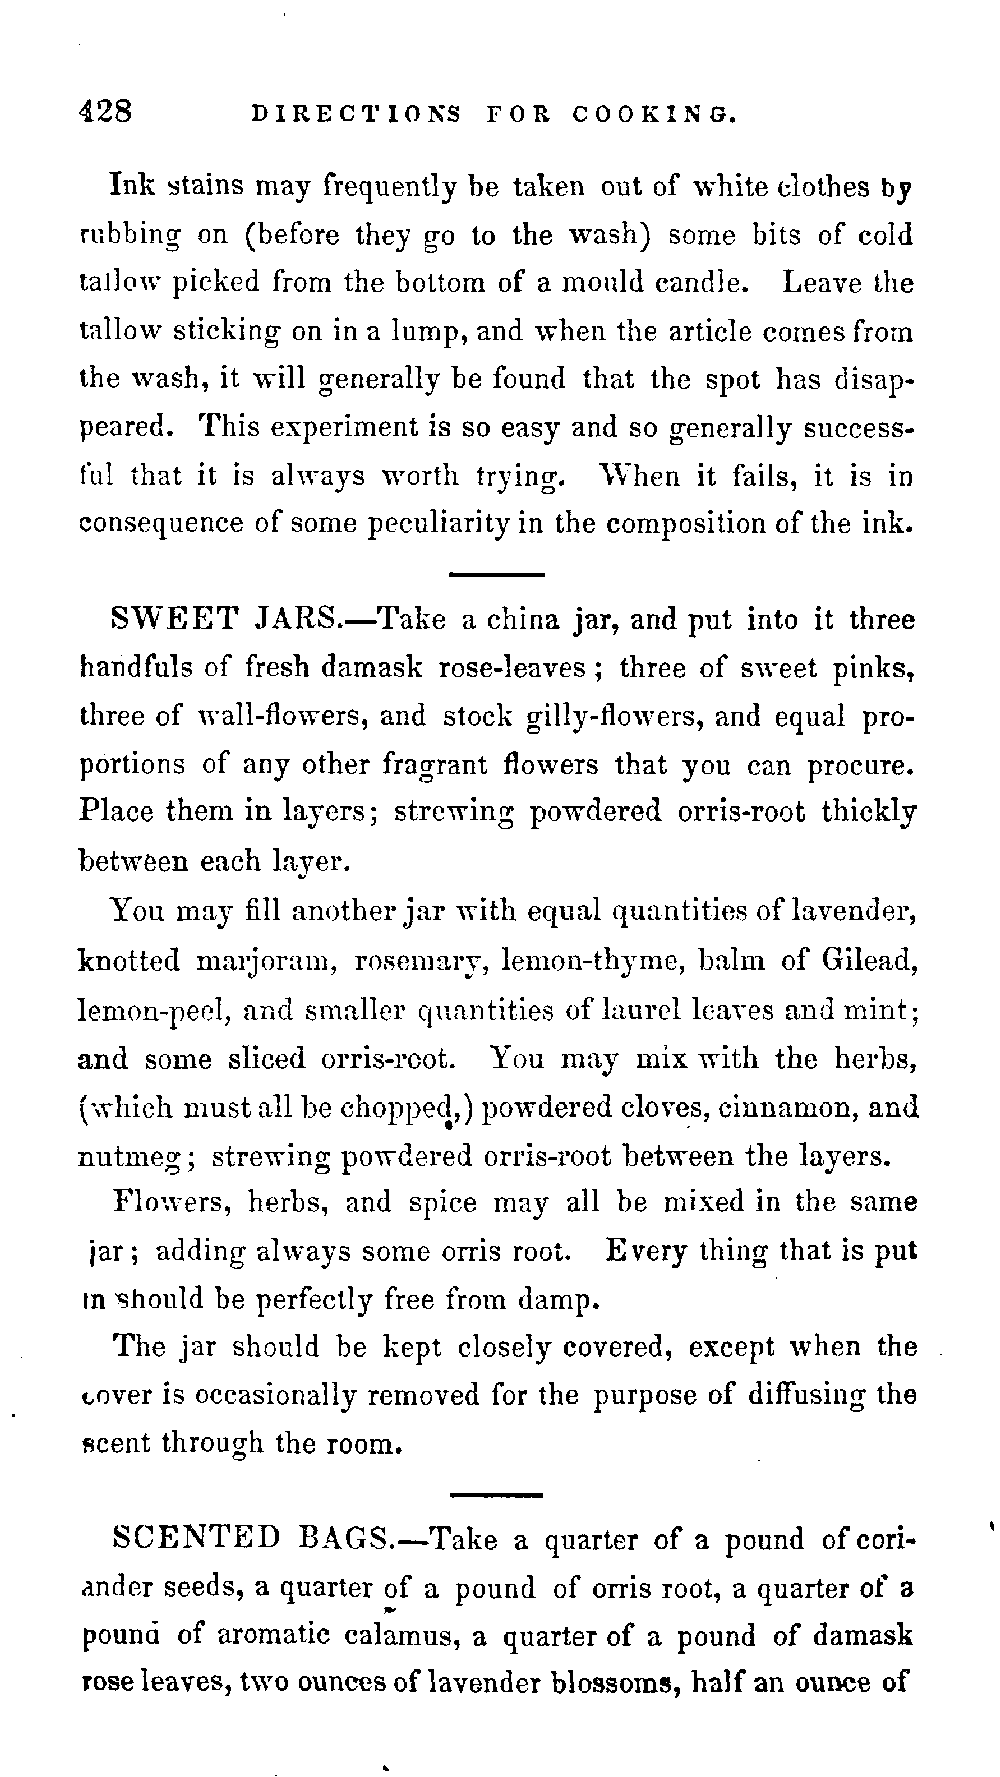 428 DIRECTIONS FOR COOKING.
Ink stains may frequently be taken out of white clothes by
rubbing on (before they go to the wash) some bits of cold
tallow picked from the bottom of a mould candle. Leave the
tallow sticking on in a lump, and when the article comes from
the wash, it will generally be found that the spot has disap-
peared. This experiment is so easy and so generally success-
ful that it is always worth trying. When it fails, it is in
consequence of some peculiarity in the composition of the ink.
SWEET JARS.—Take a china jar, and put into it three
handfuls of fresh damask rose-leaves; three of sweet pinks,
three of wall-flowers, and stock gilly-flowers, and equal pro-
portions of any other fragrant flowers that you can procure.
Place them in layers; strewing powdered orris-root thickly
between each layer.
You may fill another jar with equal quantities of lavender,
knotted marjoram, rosemary, lemon-thyme, balm of Gilead,
lemon-peel, and smaller quantities of laurel leaves and mint;
and some sliced orris-root. You may mix with the herbs,
(which must all be chopped,) powdered cloves, cinnamon, and
nutmeg; strewing powdered orris-root between the layers.
Flowers, herbs, and spice may all be mixed in the same
jar; adding always some orris root. Every thing that is put
in should be perfectly free from damp.
The jar should be kept closely covered, except when the
cover is occasionally removed for the purpose of diffusing the
scent through the room.
SCENTED BAGS.—Take a quarter of a pound of cori-
ander seeds, a quarter of a pound of orris root, a quarter of a
pound of aromatic calamus, a quarter of a pound of damask
rose leaves, two ounces of lavender blossoms, half an ounce of